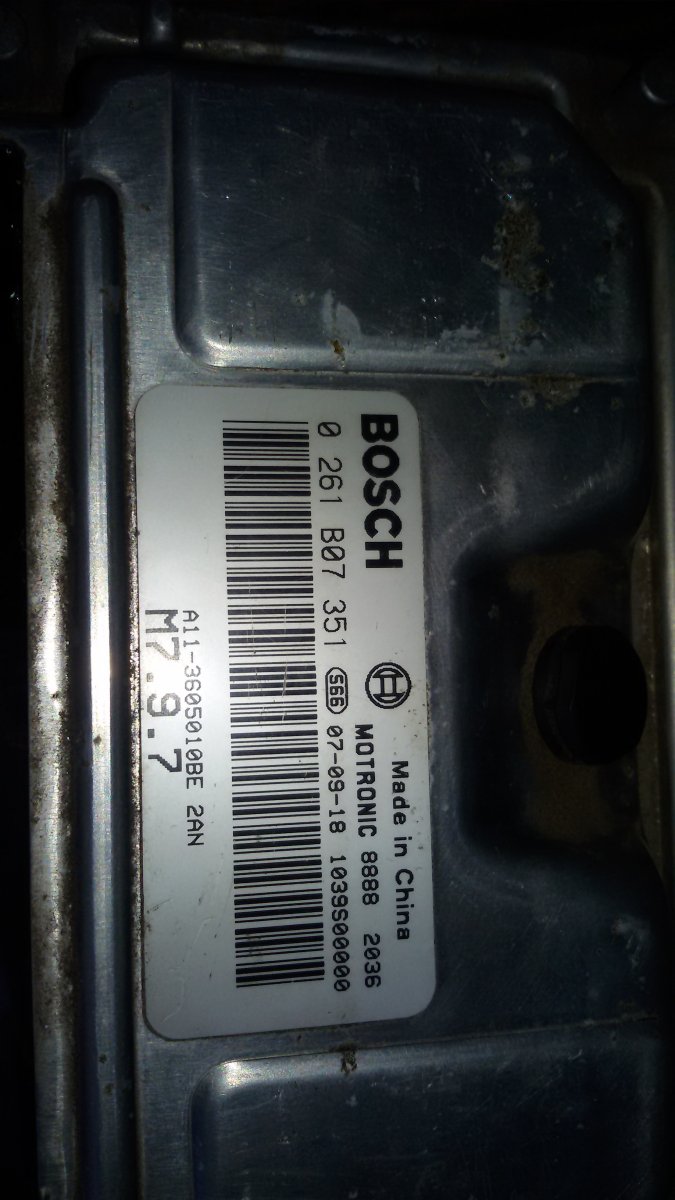 BOSCH
Made in China
MOTRONIC 8888 2036
0 261 B07 351 S66 07-09-18 1039S00000
A11-3605010BE 2AN
M7.9.7